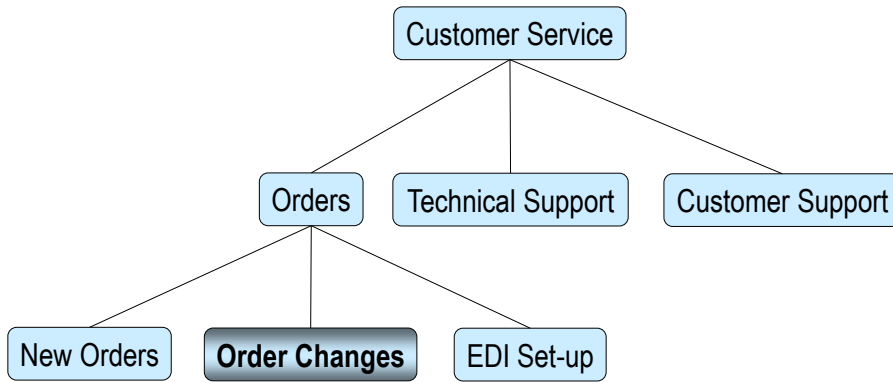 Customer Service
Orders
Technical Support
Customer Support
New Orders
Order Changes
EDI Set-up